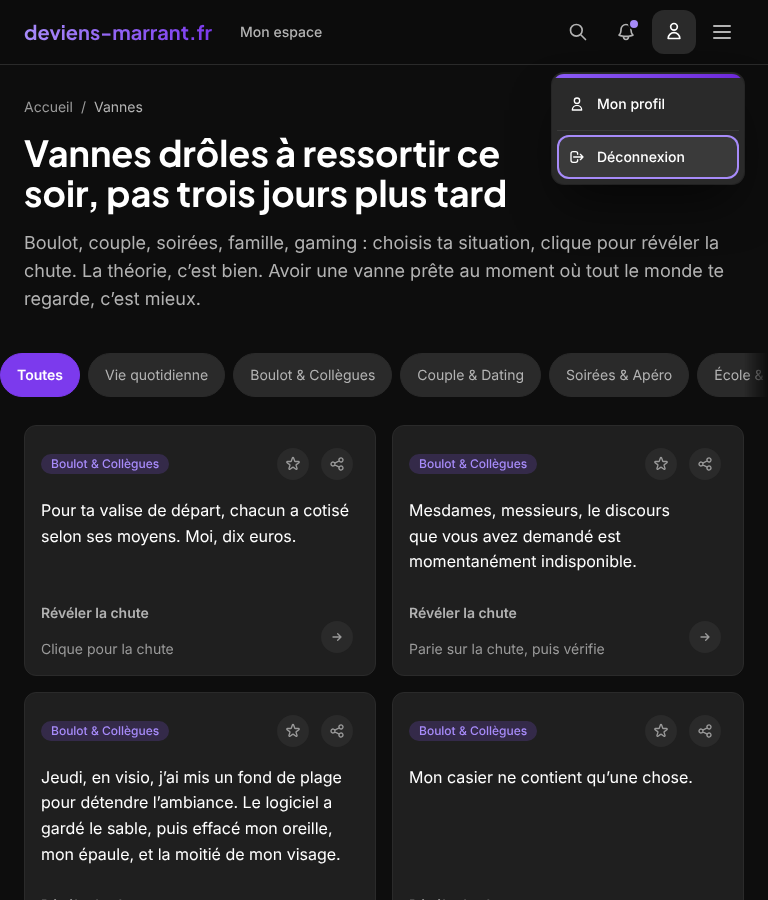 deviens-marrant.fr
Mon espace
Mon profil
Déconnexion
Accueil / Vannes
Vannes drôles à ressortir ce
soir, pas trois jours plus tard
Boulot, couple, soirées, famille, gaming : choisis ta situation, clique pour révéler la
chute. La théorie, c’est bien. Avoir une vanne prête au moment où tout le monde te
regarde, c’est mieux.
Toutes
Vie quotidienne
Boulot & Collègues
Couple & Dating
Soirées & Apéro
École &
Boulot & Collègues
Pour ta valise de départ, chacun a cotisé
selon ses moyens. Moi, dix euros.
Révéler la chute
Clique pour la chute
Boulot & Collègues
Mesdames, messieurs, le discours
que vous avez demandé est
momentanément indisponible.
Révéler la chute
Parie sur la chute, puis vérifie
Boulot & Collègues
Jeudi, en visio, j’ai mis un fond de plage
pour détendre l’ambiance. Le logiciel a
gardé le sable, puis effacé mon oreille,
mon épaule, et la moitié de mon visage.
Boulot & Collègues
Mon casier ne contient qu’une chose.